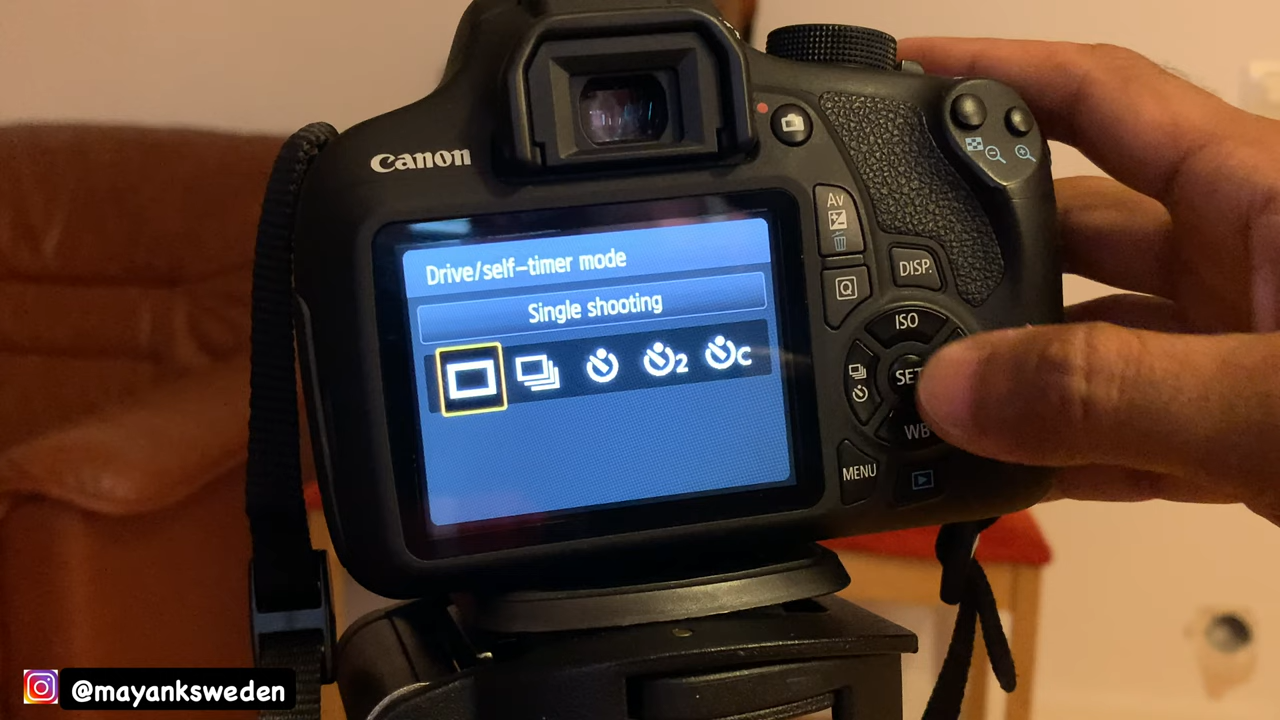 Canon
Av
Drive/self-timer mode
Single shooting
2
C
DISP.
Q
ISO
SET
WB
MENU
@mayanksweden